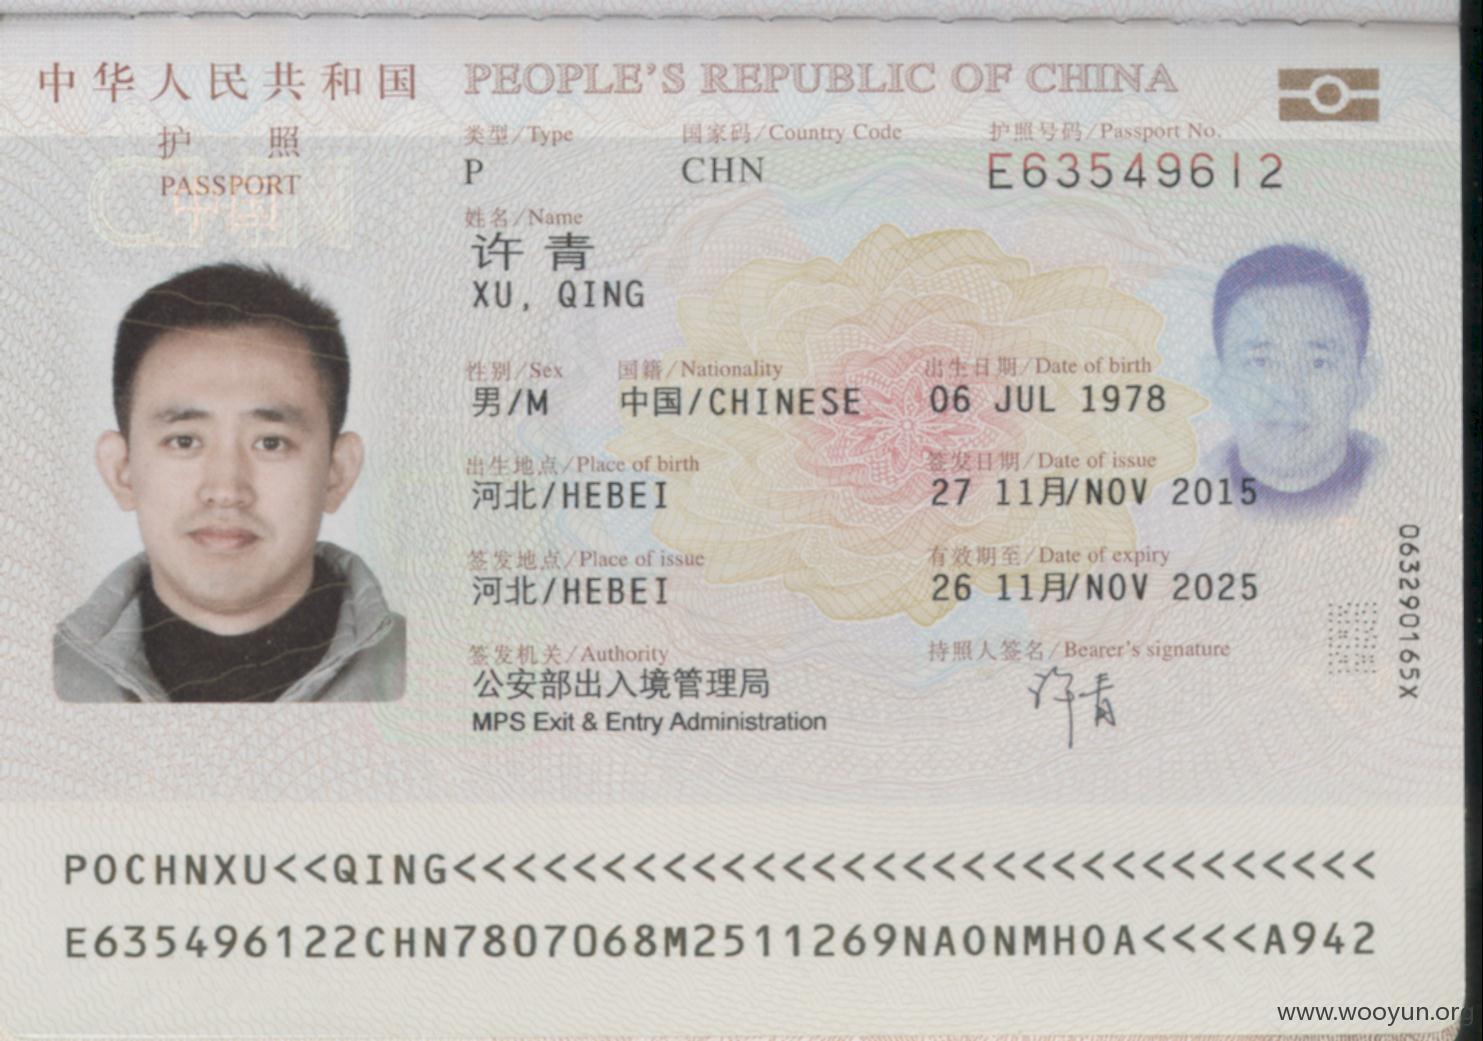 中华人民共和国 PEOPLE'S REPUBLIC OF CHINA
护照
PASSPORT
CHN
中国
类型/Type 国家码/Country Code 护照号码/Passport No.
P CHN E63549612
姓名/Name
许青
XU, QING
性别/Sex 国籍/Nationality 出生日期/Date of birth
男/M 中国/CHINESE 06 JUL 1978
出生地点/Place of birth 签发日期/Date of issue
河北/HEBEI 27 11月/NOV 2015
签发地点/Place of issue 有效期至/Date of expiry
河北/HEBEI 26 11月/NOV 2025
签发机关/Authority 持照人签名/Bearer's signature
公安部出入境管理局 许青
MPS Exit & Entry Administration
063290165X
POCHNXU<<QING<<<<<<<<<<<<<<<<<<<<<<<<<<<<<<<
E635496122CHN7807068M2511269NAONMHOA<<<<A942
www.wooyun.org